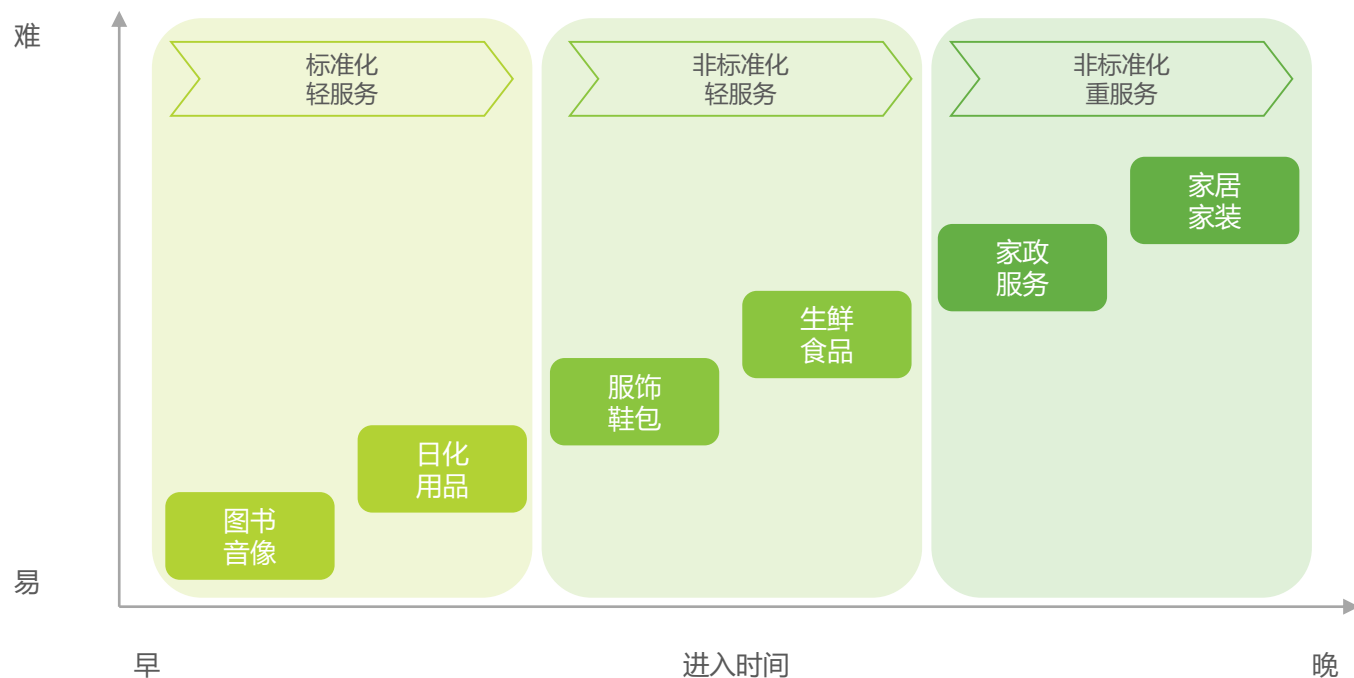 难
标准化
轻服务
非标准化
轻服务
非标准化
重服务
家居
家装
家政
服务
生鲜
食品
服饰
鞋包
日化
用品
图书
音像
易
早
进入时间
晚